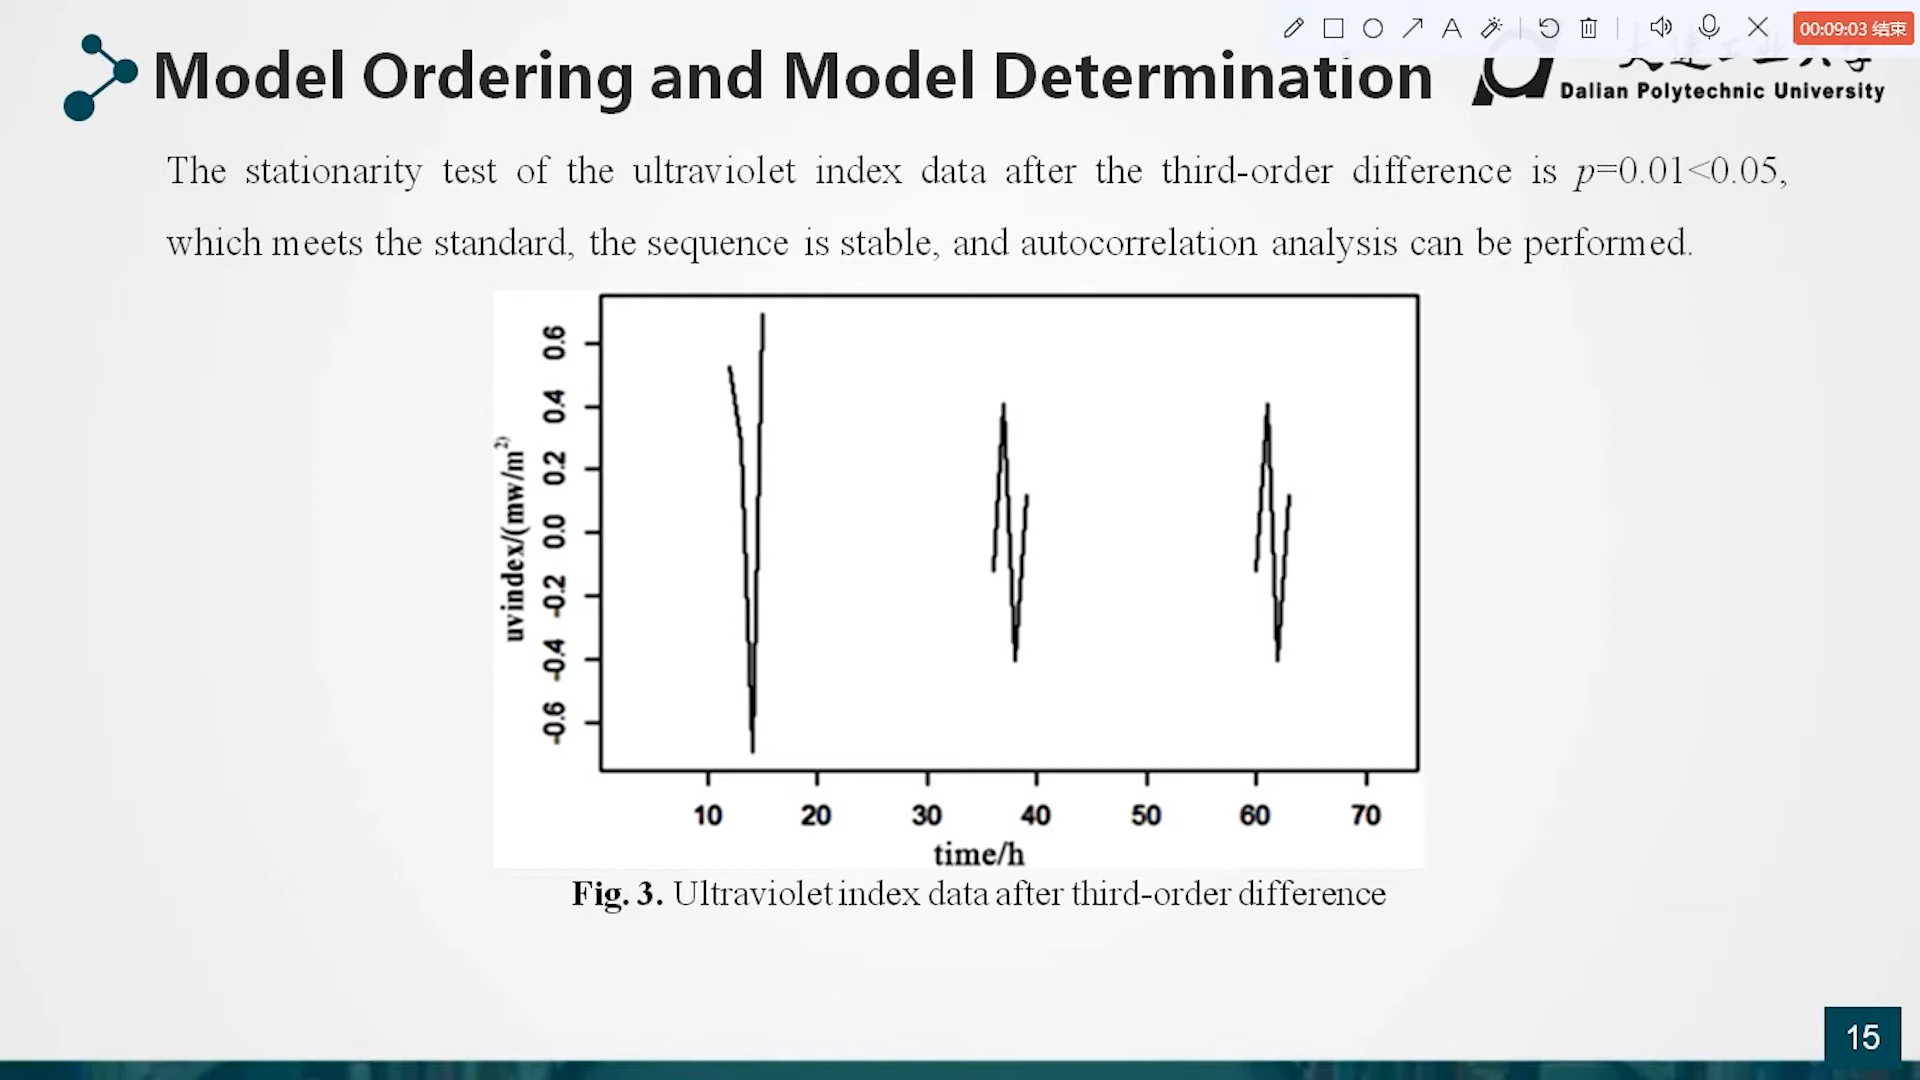 A
00:09:03 结束
Model Ordering and Model Determination
Dalian Polytechnic University
The stationarity test of the ultraviolet index data after the third-order difference is p=0.01<0.05,
which meets the standard, the sequence is stable, and autocorrelation analysis can be performed.
uvindex/(mw/m²)
0.6
0.4
0.2
0.0
-0.2
-0.4
-0.6
10 20 30 40 50 60 70
time/h
Fig. 3. Ultraviolet index data after third-order difference
15